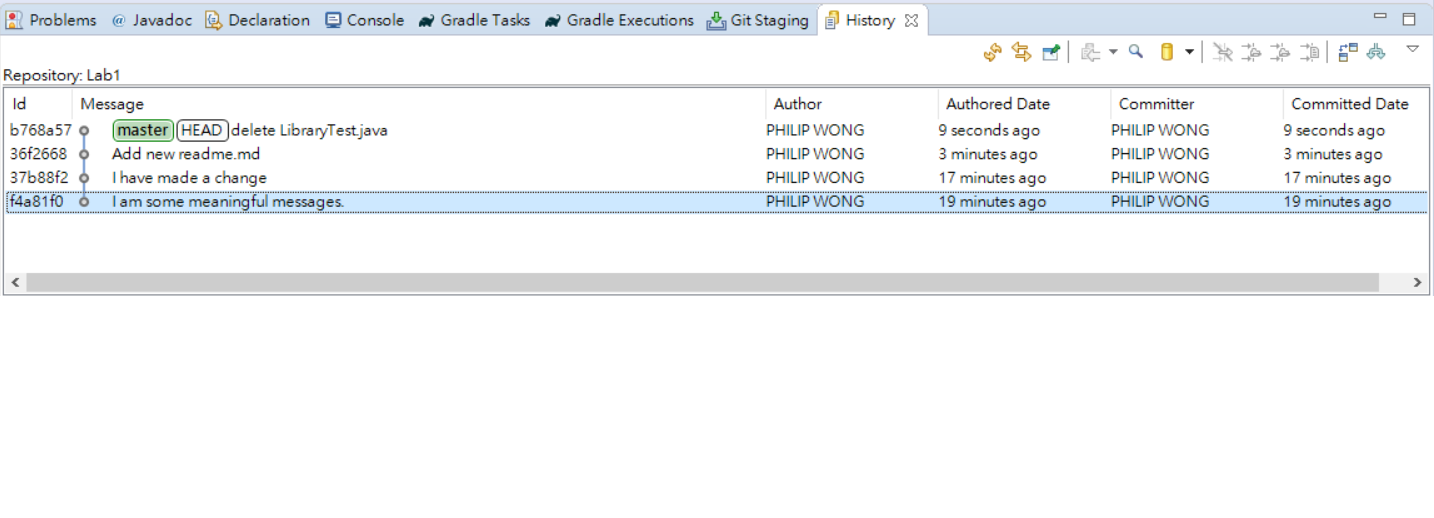 Problems @ Javadoc Declaration Console Gradle Tasks Gradle Executions Git Staging History
Repository: Lab1
Id Message Author Authored Date Committer Committed Date
b768a57 master HEAD delete LibraryTest.java PHILIP WONG 9 seconds ago PHILIP WONG 9 seconds ago
36f2668 Add new readme.md PHILIP WONG 3 minutes ago PHILIP WONG 3 minutes ago
37b88f2 I have made a change PHILIP WONG 17 minutes ago PHILIP WONG 17 minutes ago
f4a81f0 I am some meaningful messages. PHILIP WONG 19 minutes ago PHILIP WONG 19 minutes ago